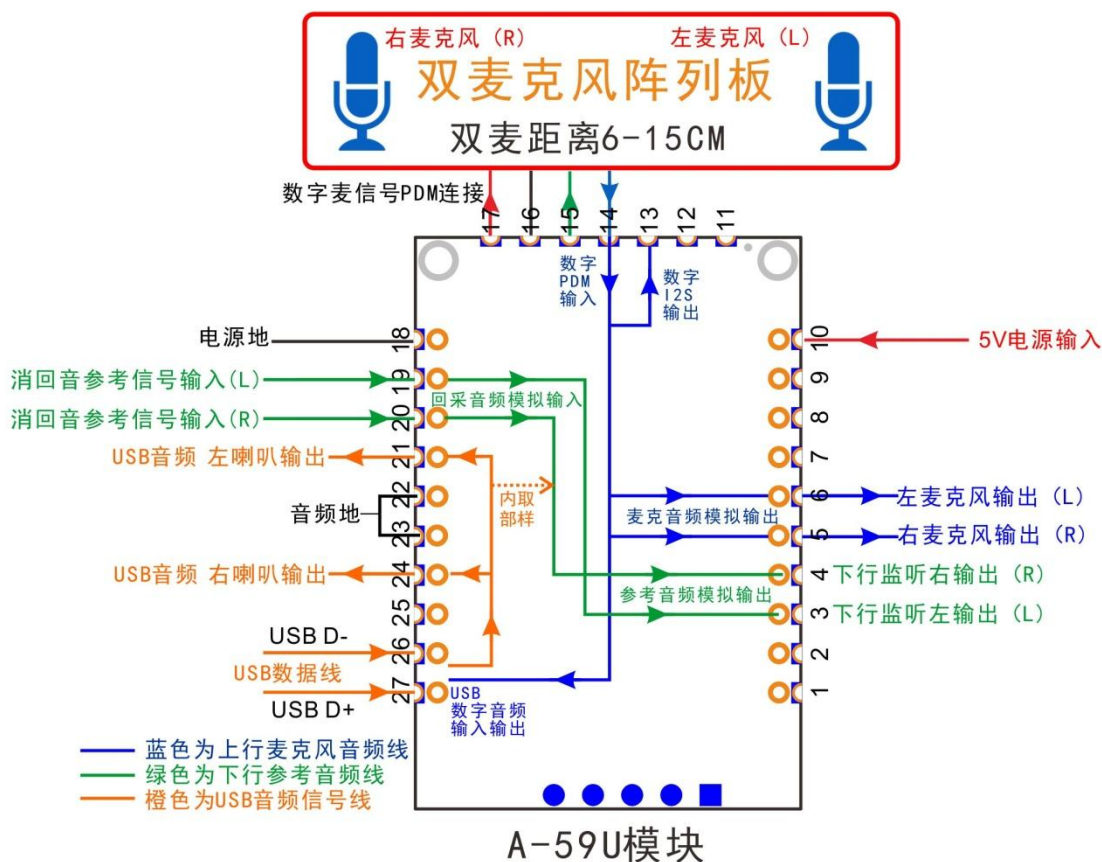 右麦克风（R）
左麦克风（L）
双麦克风阵列板
双麦距离6-15CM
数字麦信号PDM连接
17
16
15
14
13
12
11
数字
PDM
输入
数字
I2S
输出
电源地
18
10
5V电源输入
消回音参考信号输入(L)
19
回采音频模拟输入
9
消回音参考信号输入(R)
20
8
USB音频 左喇叭输出
21
7
内取
部样
22
音频地
23
麦克音频模拟输出
6
左麦克风输出（L）
5
右麦克风输出（R）
USB音频 右喇叭输出
24
参考音频模拟输出
4
下行监听右输出（R）
25
3
下行监听左输出（L）
USB D-
26
2
USB数据线
27
USB D+
USB
数字音频
输入输出
1
蓝色为上行麦克风音频线
绿色为下行参考音频线
橙色为USB音频信号线
A-59U模块